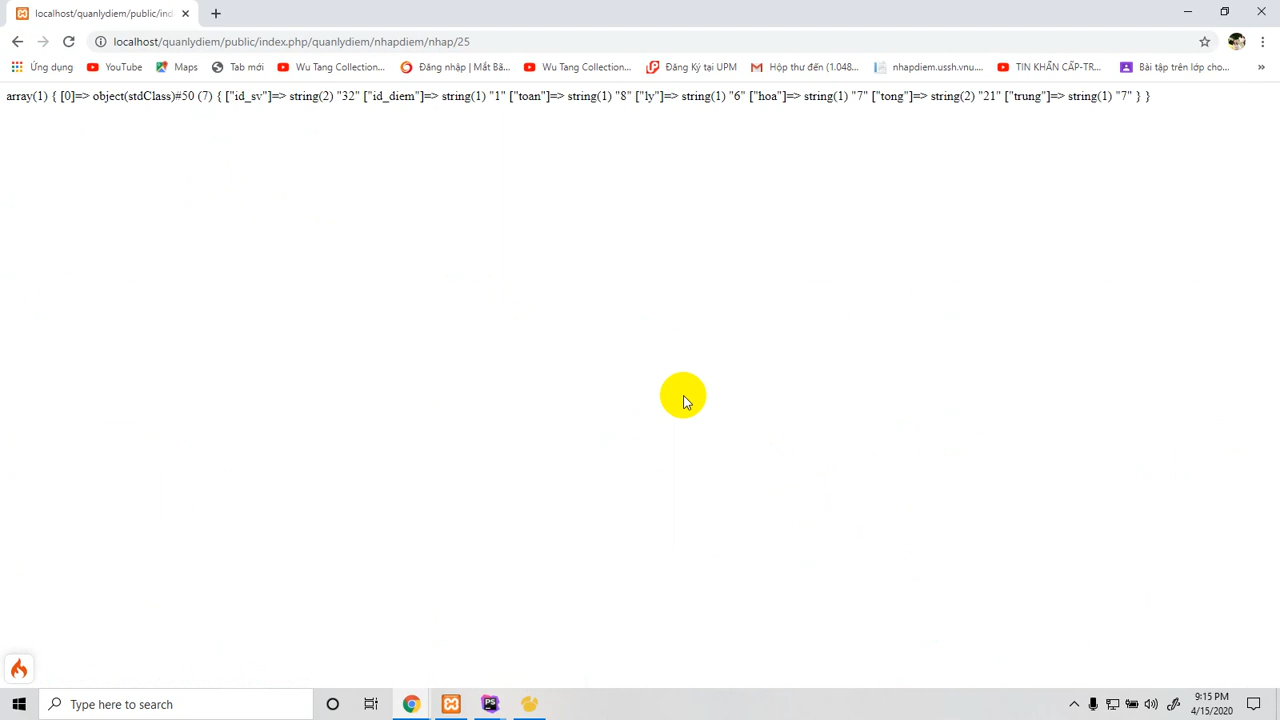 localhost/quanlydiem/public/ind
localhost/quanlydiem/public/index.php/quanlydiem/nhapdiem/nhap/25
Ứng dụng YouTube Maps Tab mới Wu Tang Collection... Đăng nhập | Mắt Bã... Wu Tang Collection... Đăng Ký tại UPM Hộp thư đến (1.048... nhapdiem.ussh.vnu.... TIN KHẨN CẤP-TR... Bài tập trên lớp cho... »
array(1) { [0]=> object(stdClass)#50 (7) { ["id_sv"]=> string(2) "32" ["id_diem"]=> string(1) "1" ["toan"]=> string(1) "8" ["ly"]=> string(1) "6" ["hoa"]=> string(1) "7" ["tong"]=> string(2) "21" ["trung"]=> string(1) "7" } }
Type here to search
PS
9:15 PM
4/15/2020